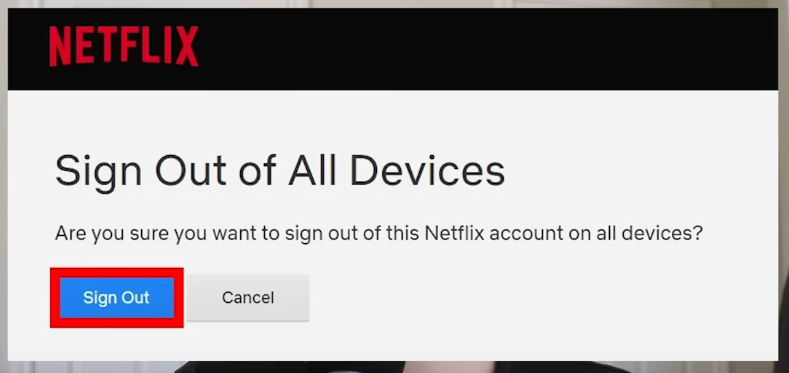 NETFLIX
Sign Out of All Devices
Are you sure you want to sign out of this Netflix account on all devices?
Sign Out
Cancel